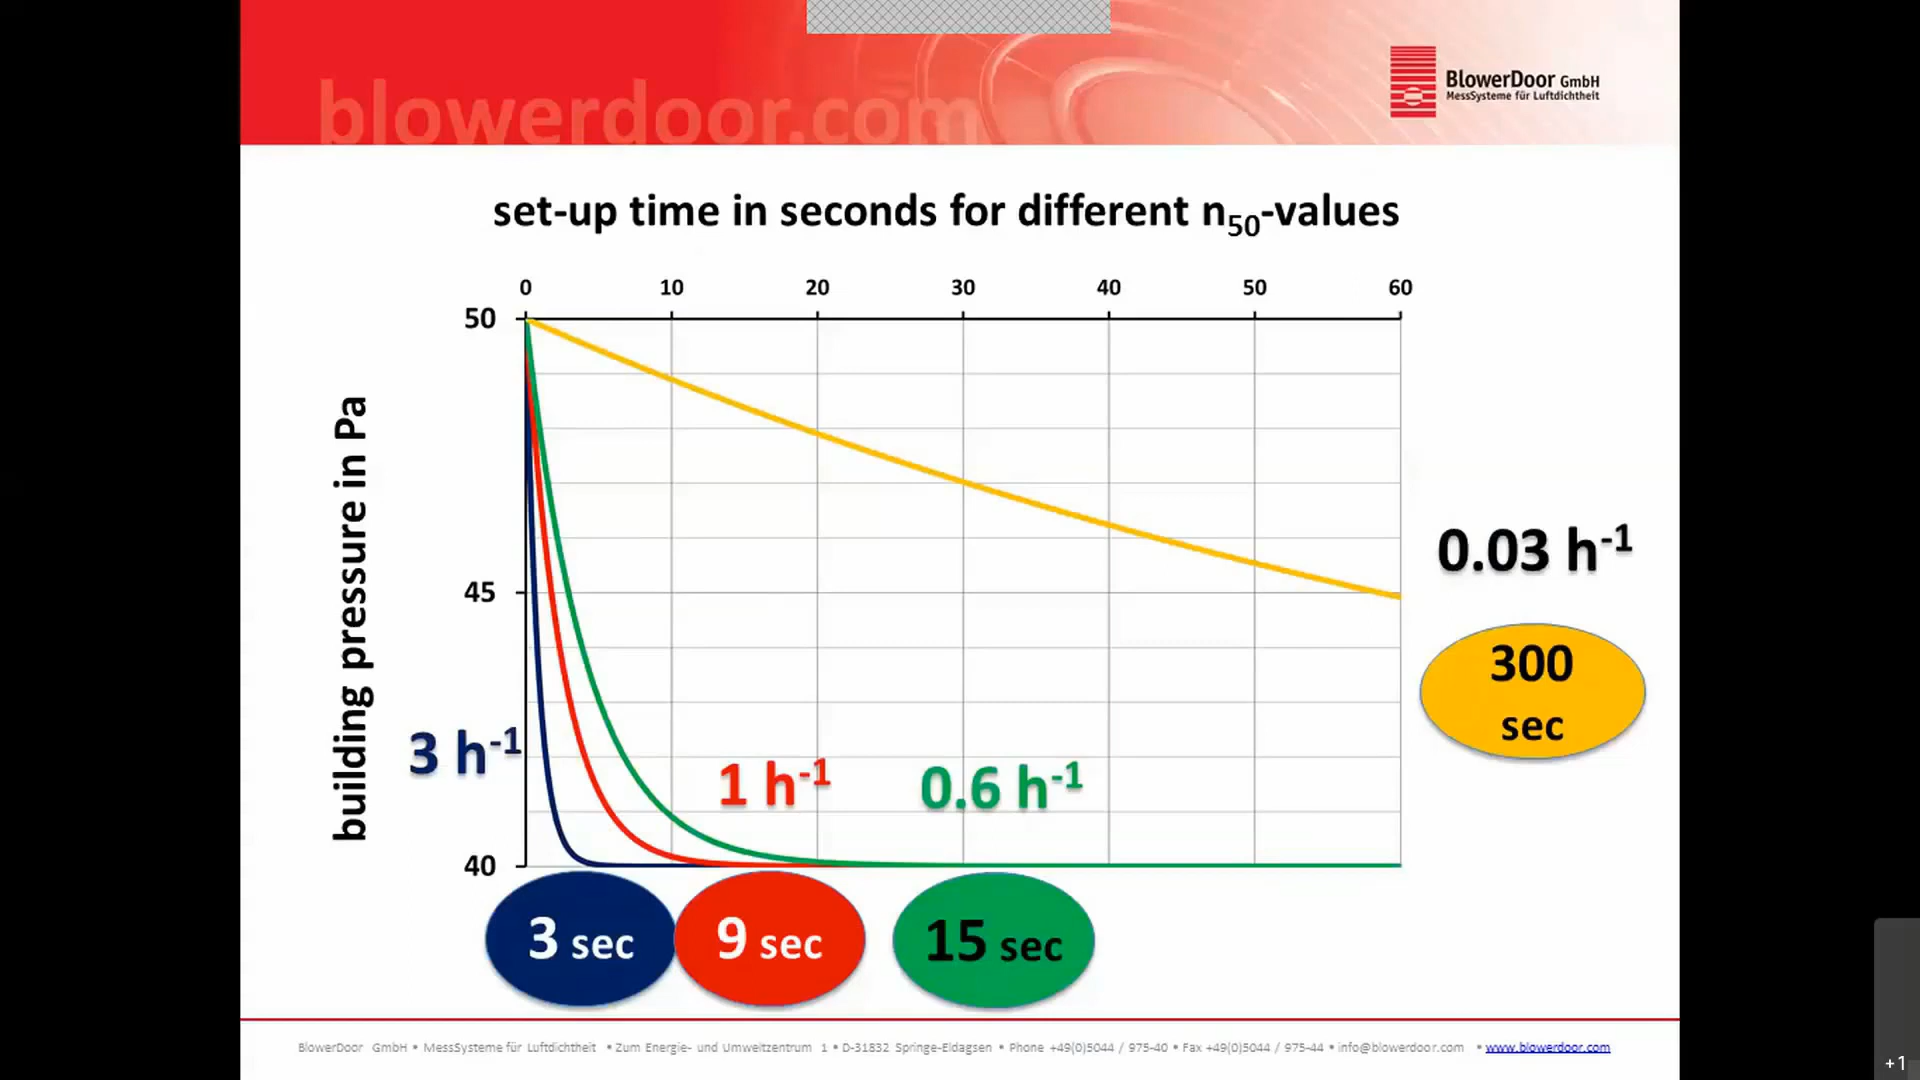 blowerdoor.com
BlowerDoor GmbH
MessSysteme für Luftdichtheit
set-up time in seconds for different n50-values
0 10 20 30 40 50 60
50
45
40
building pressure in Pa
0.03 h-1
300
sec
3 h-1
1 h-1
0.6 h-1
3 sec
9 sec
15 sec
BlowerDoor GmbH • MessSysteme für Luftdichtheit • Zum Energie- und Umweltzentrum 1 • D-31832 Springe-Eldagsen • Phone +49(0)5044 / 975-40 • Fax +49(0)5044 / 975-44 • info@blowerdoor.com • www.blowerdoor.com
+1